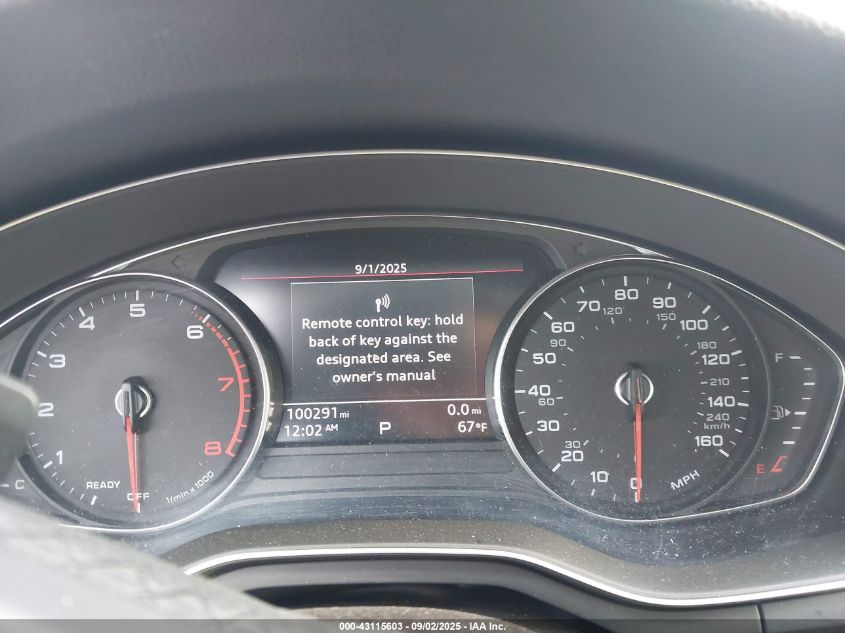 9/1/2025
Remote control key: hold
back of key against the
designated area. See
owner's manual
100291 mi 0.0 mi
12:02 AM P 67°F
1 2 3 4 5 6 7 8
READY OFF 1/min x 1000
C
0 10 20 30 40 50 60 70 80 90 100 120 140 160
30 60 90 120 150 180 210 240
km/h
MPH
F
E
000-43115603 - 09/02/2025 - IAA Inc.